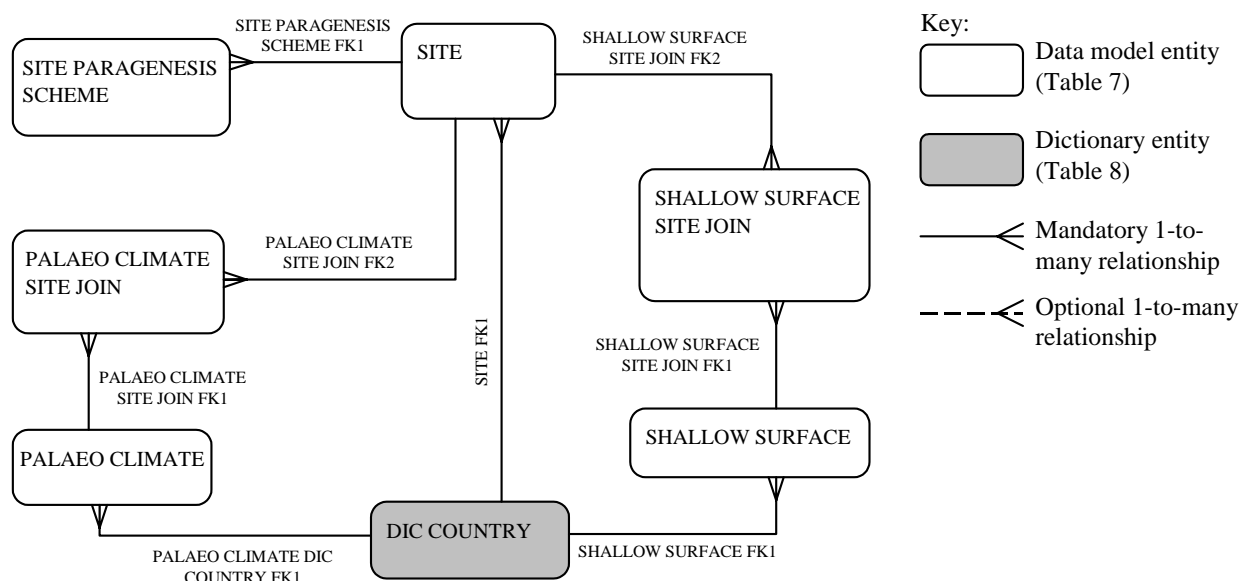 SITE PARAGENESIS
SCHEME FK1
SITE PARAGENESIS
SCHEME
SITE
SHALLOW SURFACE
SITE JOIN FK2
Key:
Data model entity
(Table 7)
Dictionary entity
(Table 8)
Mandatory 1-to-
many relationship
Optional 1-to-many
relationship
SHALLOW SURFACE
SITE JOIN
PALAEO CLIMATE
SITE JOIN FK2
PALAEO CLIMATE
SITE JOIN
SITE FK1
SHALLOW SURFACE
SITE JOIN FK1
PALAEO CLIMATE
SITE JOIN FK1
SHALLOW SURFACE
PALAEO CLIMATE
DIC COUNTRY
PALAEO CLIMATE DIC
COUNTRY FK1
SHALLOW SURFACE FK1